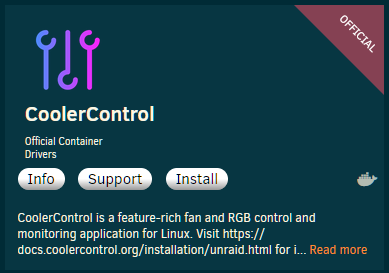 OFFICIAL
CoolerControl
Official Container
Drivers
Info Support Install
CoolerControl is a feature-rich fan and RGB control and
monitoring application for Linux. Visit https://
docs.coolercontrol.org/installation/unraid.html for i... Read more